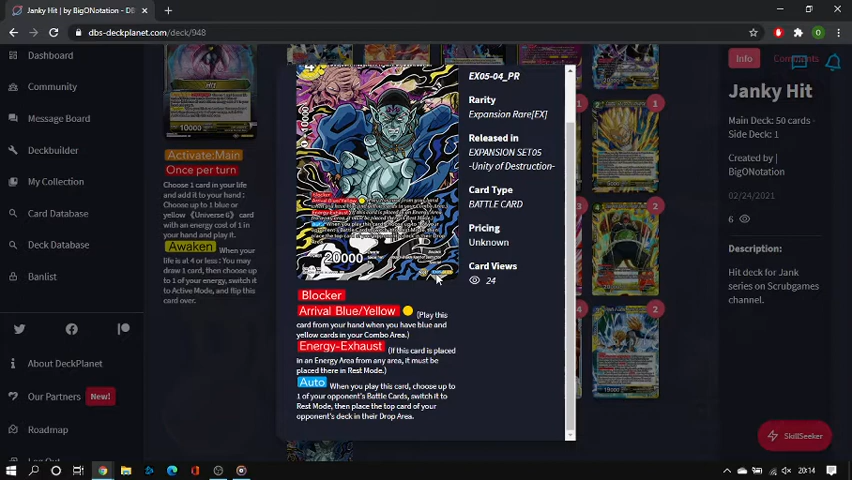 Janky Hit | by BigONotation - DB
dbs-deckplanet.com/deck/948
Dashboard
Community
Message Board
Deckbuilder
My Collection
Card Database
Deck Database
Banlist
About DeckPlanet
Our Partners New!
Roadmap
Log Out
10000
Activate:Main
Once per turn
Choose 1 card in your life
and add it to your hand :
Choose up to 1 blue or
yellow 《Universe 6》 card
with an energy cost of 1 in
your hand and play it.
Awaken When your
life is at 4 or less : You may
draw 1 card, then choose up
to 1 of your energy, switch it
to Active Mode, and flip this
card over.
20000
Blocker
Arrival Blue/Yellow (Play this
card from your hand when you have blue and
yellow cards in your Combo Area.)
Energy-Exhaust (If this card is placed
in an Energy Area from any area, it must be
placed there in Rest Mode.)
Auto When you play this card, choose up to
1 of your opponent's Battle Cards, switch it to
Rest Mode, then place the top card of your
opponent's deck in their Drop Area.
EX05-04_PR
Rarity
Expansion Rare[EX]
Released in
EXPANSION SET05
-Unity of Destruction-
Card Type
BATTLE CARD
Pricing
Unknown
Card Views
24
1
1
2
2
19000
Info
Comments
Janky Hit
Main Deck: 50 cards -
Side Deck: 1
Created by |
BigONotation
02/24/2021
6
Description:
Hit deck for Jank
series on Scrubgames
channel.
SkillSeeker
20:14